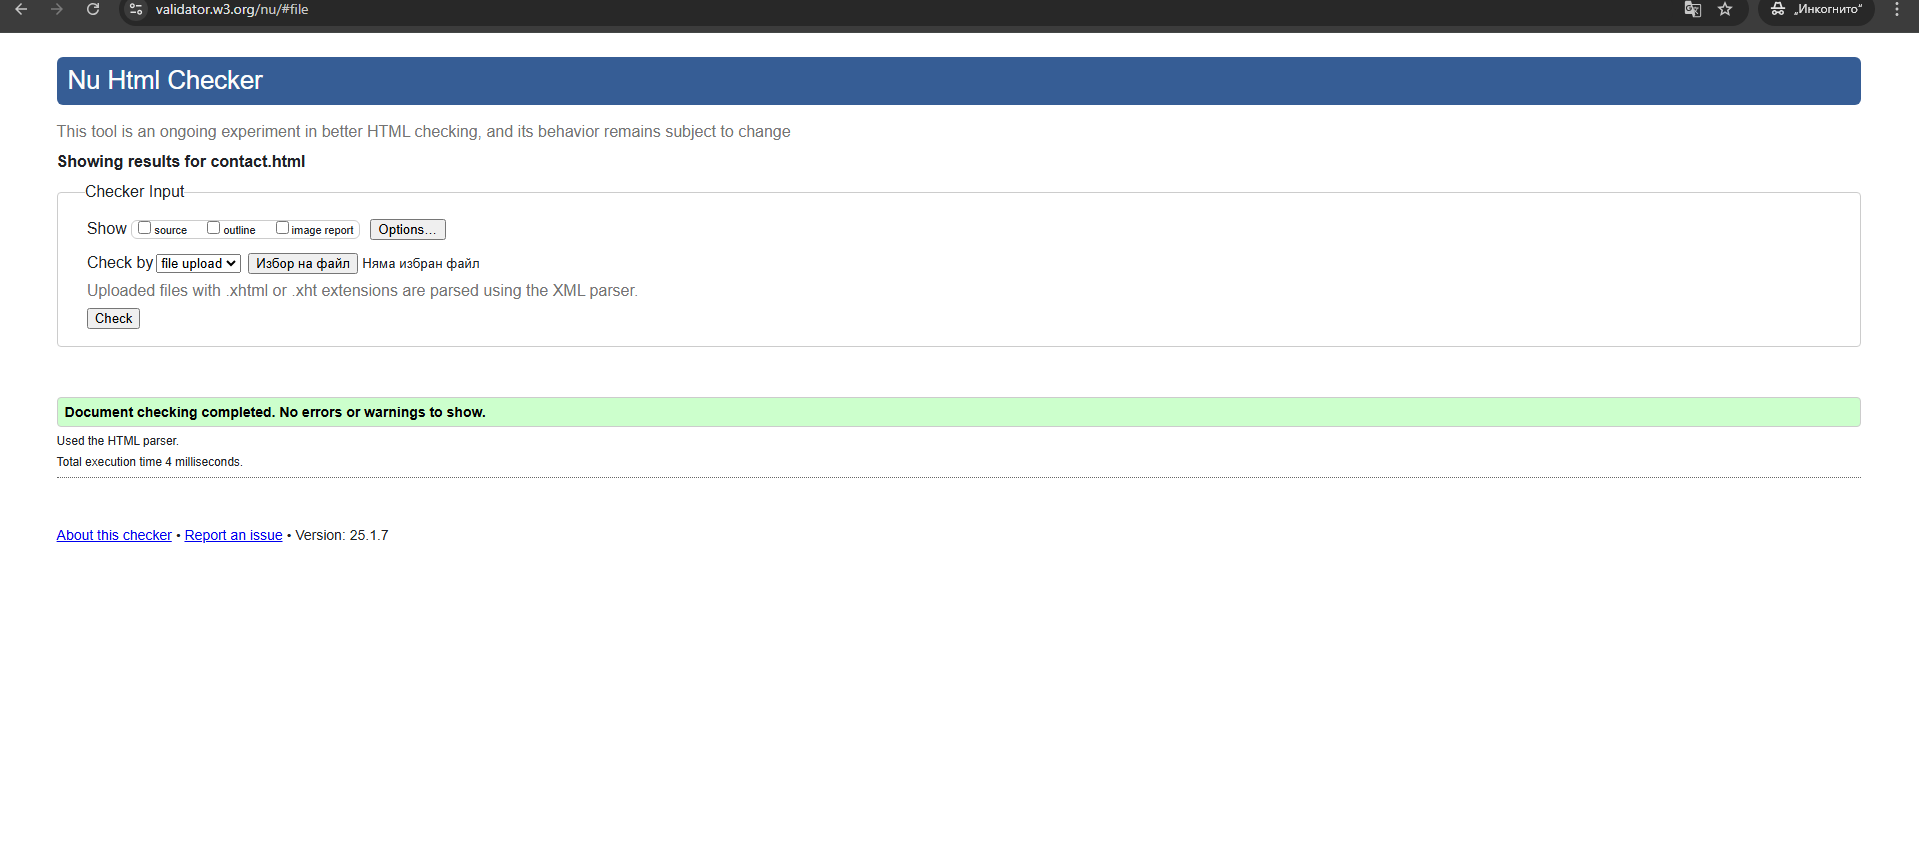 validator.w3.org/nu/#file
„Инкогнито“
Nu Html Checker
This tool is an ongoing experiment in better HTML checking, and its behavior remains subject to change
Showing results for contact.html
Checker Input
Show source outline image report Options...
Check by file upload Избор на файл Няма избран файл
Uploaded files with .xhtml or .xht extensions are parsed using the XML parser.
Check
Document checking completed. No errors or warnings to show.
Used the HTML parser.
Total execution time 4 milliseconds.
About this checker • Report an issue • Version: 25.1.7